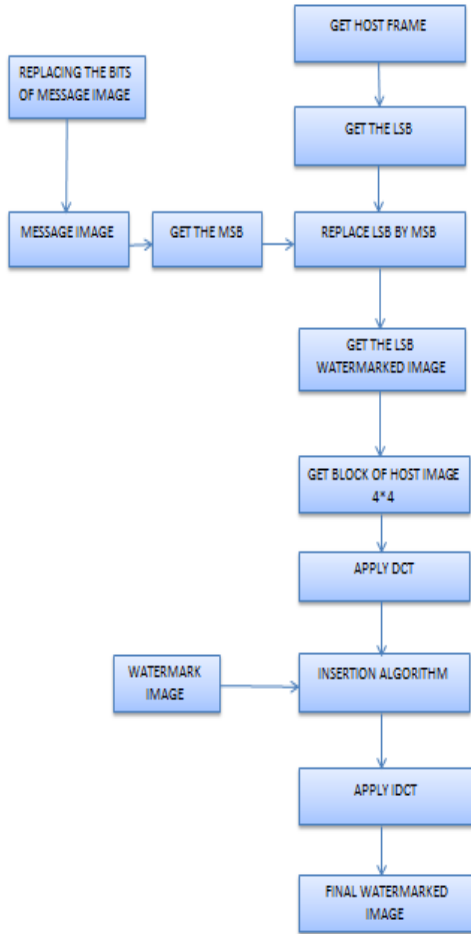 GET HOST FRAME
REPLACING THE BITS
OF MESSAGE IMAGE
GET THE LSB
MESSAGE IMAGE
GET THE MSB
REPLACE LSB BY MSB
GET THE LSB
WATERMARKED IMAGE
GET BLOCK OF HOST IMAGE
4*4
APPLY DCT
WATERMARK
IMAGE
INSERTION ALGORITHM
APPLY IDCT
FINAL WATERMARKED
IMAGE